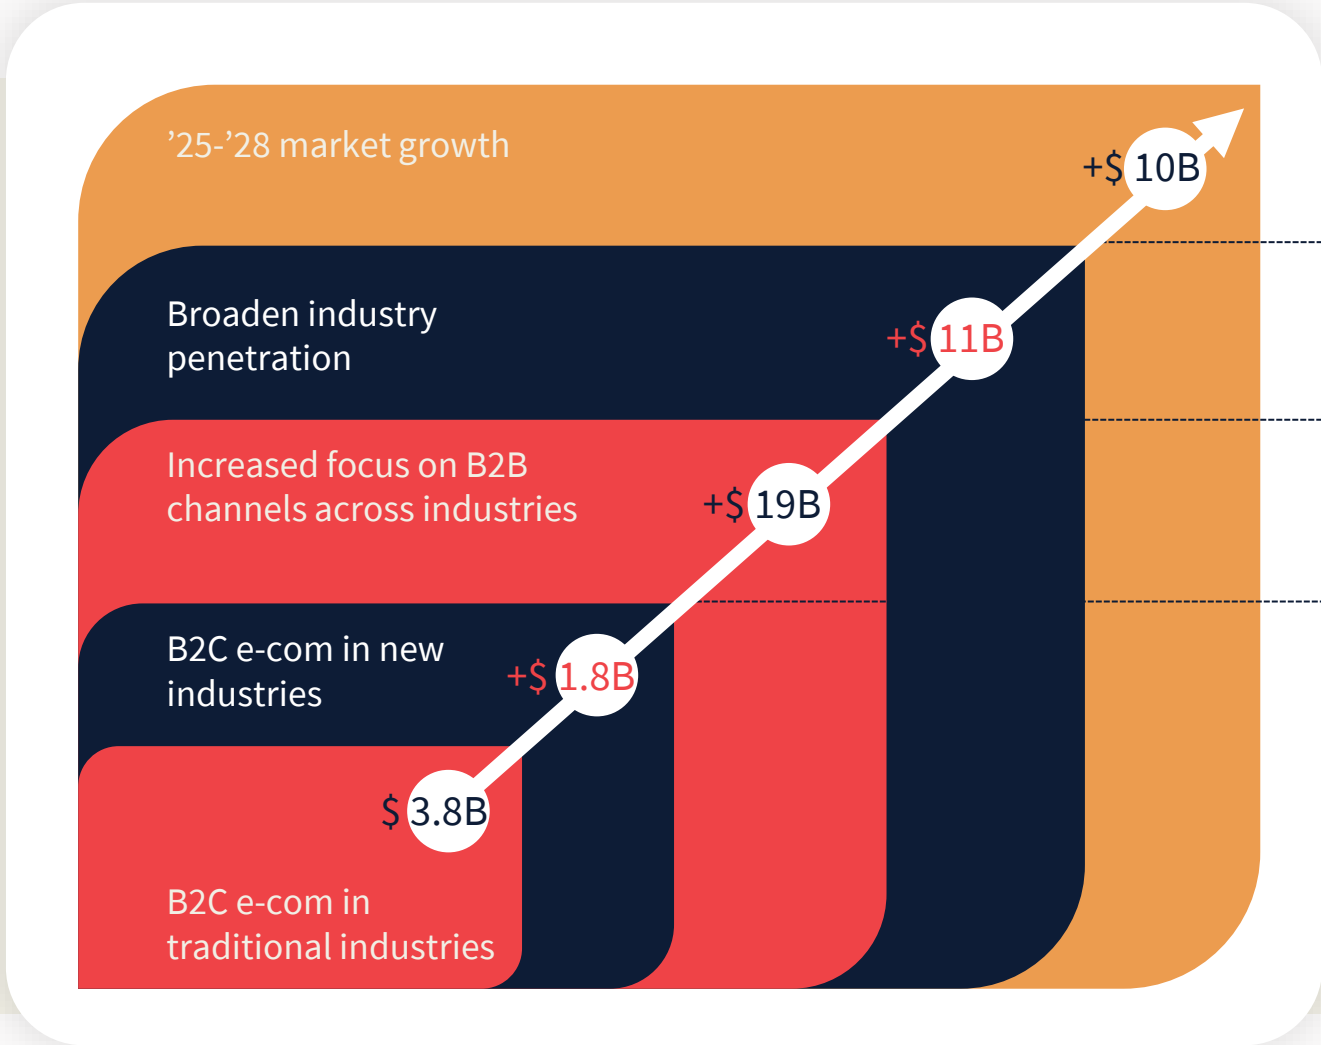 ’25-’28 market growth
+$ 10B
Broaden industry
penetration
+$ 11B
Increased focus on B2B
channels across industries
+$ 19B
B2C e-com in new
industries
+$ 1.8B
$ 3.8B
B2C e-com in
traditional industries